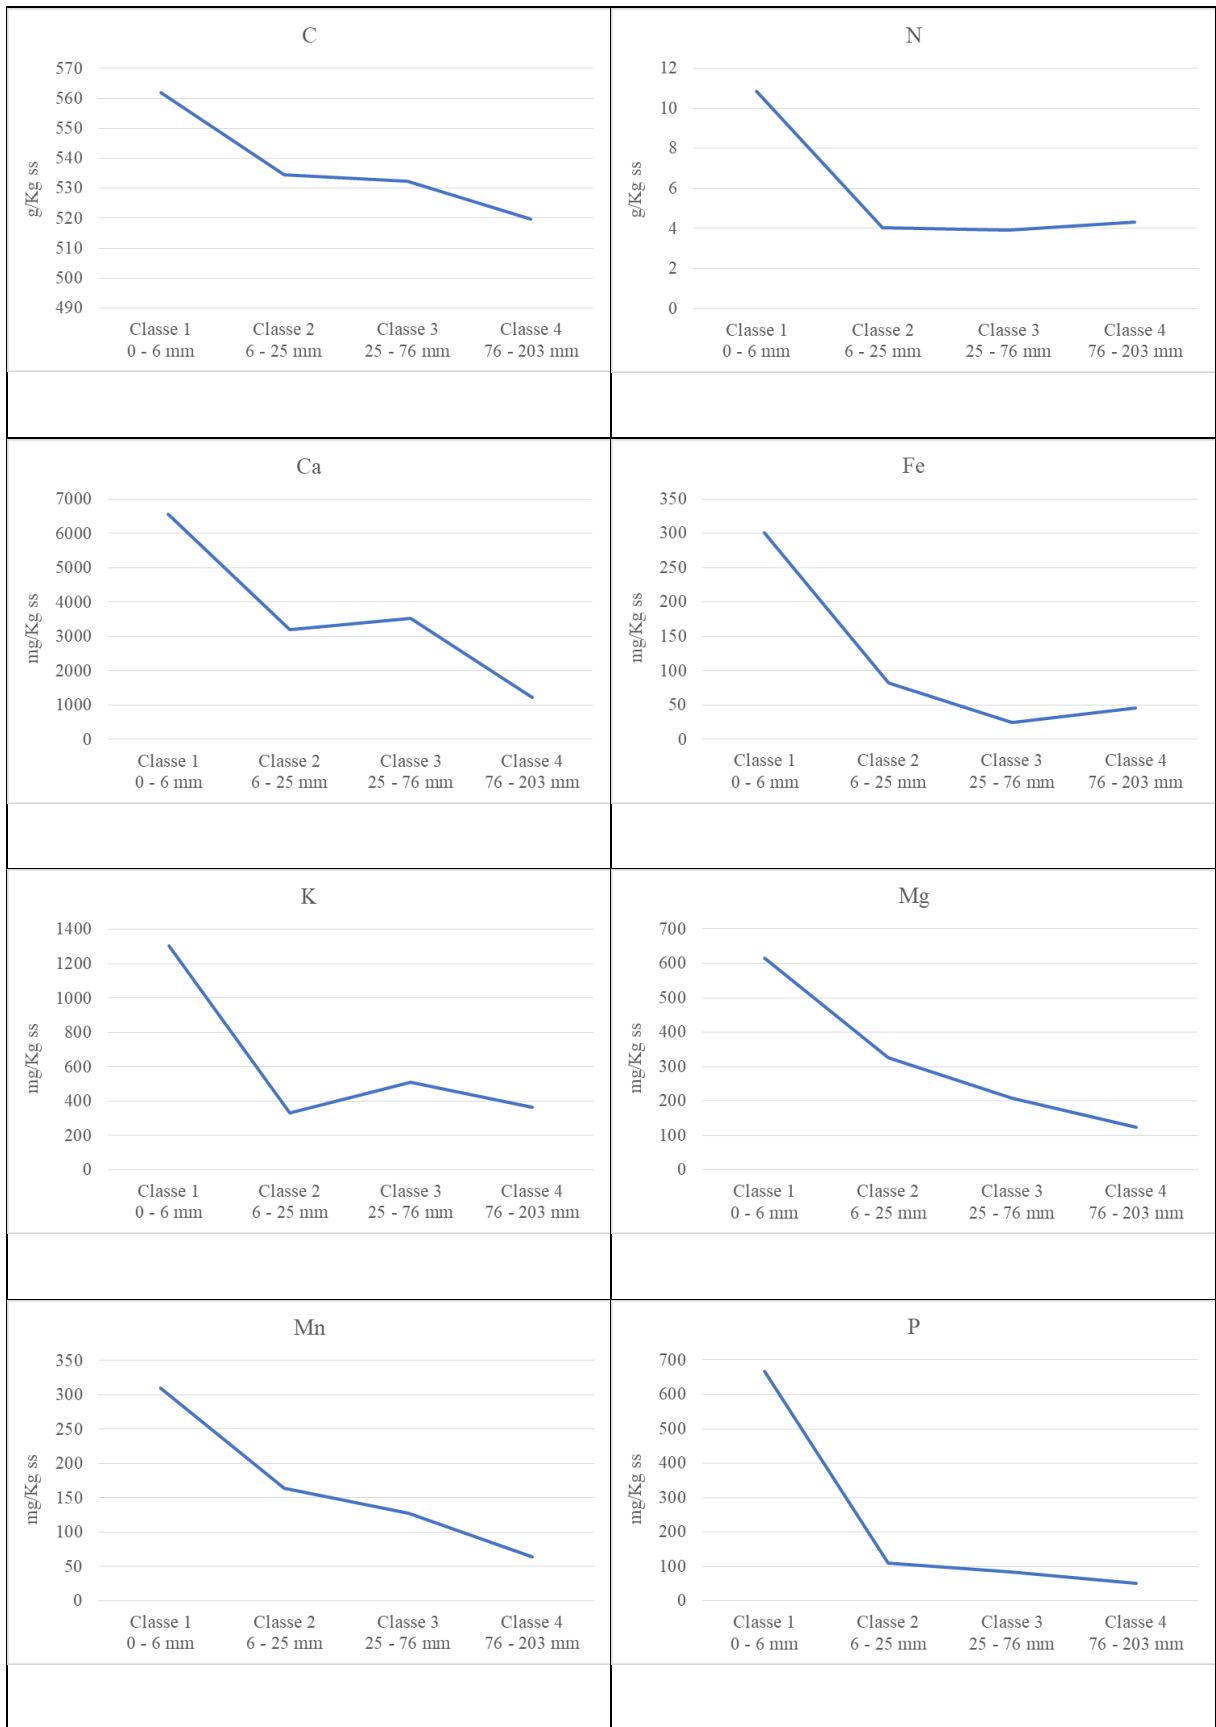 C
570
560
550
540
530
520
510
500
490
g/Kg ss
Classe 1 Classe 2 Classe 3 Classe 4
0 - 6 mm 6 - 25 mm 25 - 76 mm 76 - 203 mm
N
12
10
8
6
4
2
0
g/Kg ss
Classe 1 Classe 2 Classe 3 Classe 4
0 - 6 mm 6 - 25 mm 25 - 76 mm 76 - 203 mm
Ca
7000
6000
5000
4000
3000
2000
1000
0
mg/Kg ss
Classe 1 Classe 2 Classe 3 Classe 4
0 - 6 mm 6 - 25 mm 25 - 76 mm 76 - 203 mm
Fe
350
300
250
200
150
100
50
0
mg/Kg ss
Classe 1 Classe 2 Classe 3 Classe 4
0 - 6 mm 6 - 25 mm 25 - 76 mm 76 - 203 mm
K
1400
1200
1000
800
600
400
200
0
mg/Kg ss
Classe 1 Classe 2 Classe 3 Classe 4
0 - 6 mm 6 - 25 mm 25 - 76 mm 76 - 203 mm
Mg
700
600
500
400
300
200
100
0
mg/Kg ss
Classe 1 Classe 2 Classe 3 Classe 4
0 - 6 mm 6 - 25 mm 25 - 76 mm 76 - 203 mm
Mn
350
300
250
200
150
100
50
0
mg/Kg ss
Classe 1 Classe 2 Classe 3 Classe 4
0 - 6 mm 6 - 25 mm 25 - 76 mm 76 - 203 mm
P
700
600
500
400
300
200
100
0
mg/Kg ss
Classe 1 Classe 2 Classe 3 Classe 4
0 - 6 mm 6 - 25 mm 25 - 76 mm 76 - 203 mm